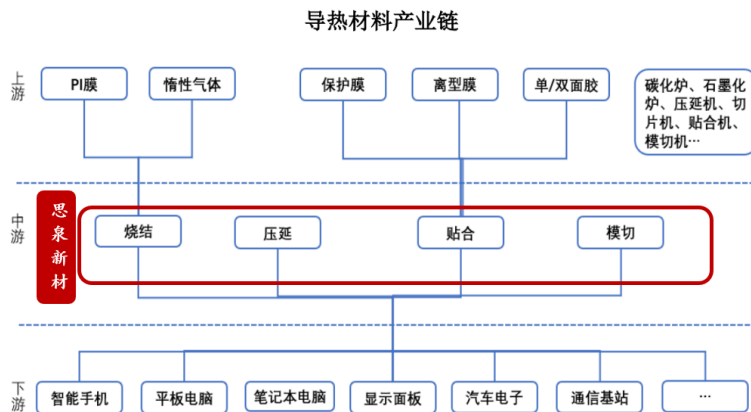 导热材料产业链
上游
PI膜
惰性气体
保护膜
离型膜
单/双面胶
碳化炉、石墨化
炉、压延机、切
片机、贴合机、
模切机…
中游
思泉新材
烧结
压延
贴合
模切
下游
智能手机
平板电脑
笔记本电脑
显示面板
汽车电子
通信基站
…